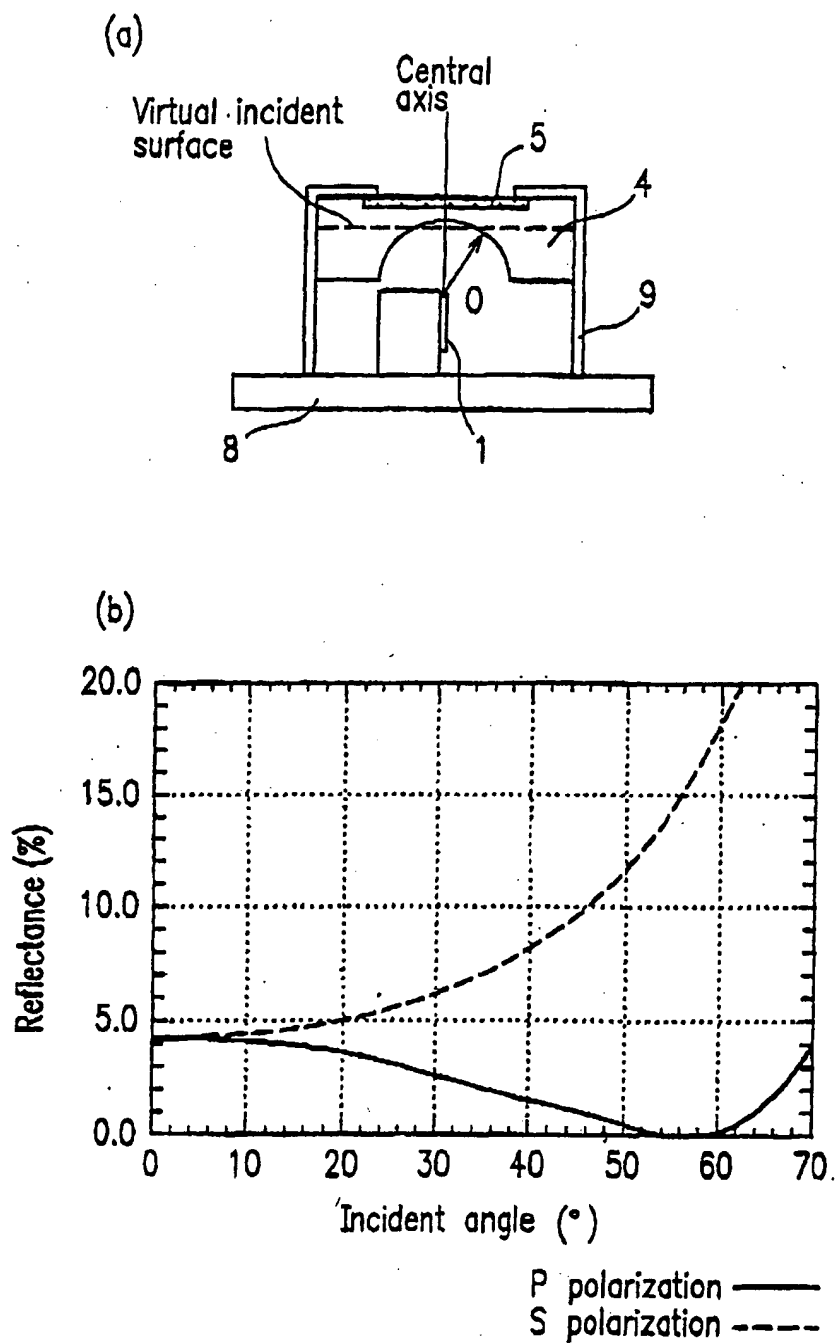 (a)
Central
axis
Virtual incident
surface
5
4
O
9
8
1
(b)
20.0
15.0
10.0
5.0
0.0
Reflectance (%)
0 10 20 30 40 50 60 70.
Incident angle (°)
P polarization
S polarization